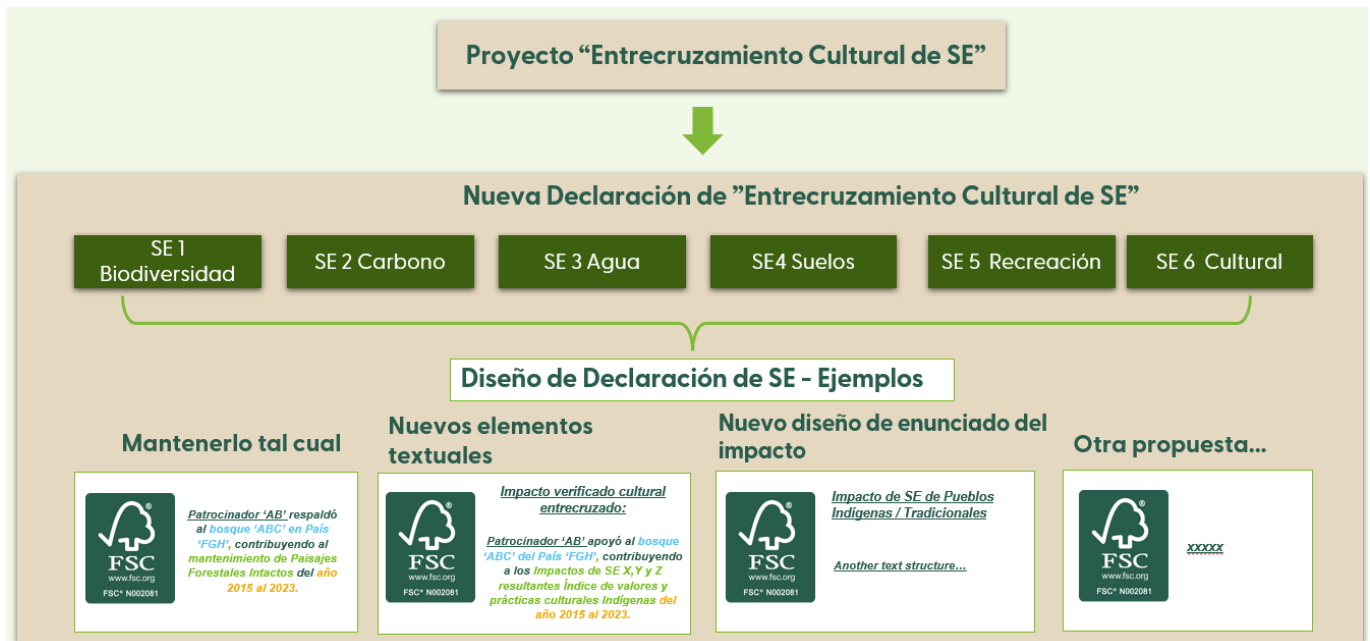 Proyecto “Entrecruzamiento Cultural de SE”
Nueva Declaración de ”Entrecruzamiento Cultural de SE”
SE 1
Biodiversidad
SE 2 Carbono
SE 3 Agua
SE4 Suelos
SE 5 Recreación
SE 6 Cultural
Diseño de Declaración de SE - Ejemplos
Mantenerlo tal cual
FSC
www.fsc.org
FSC® N002081
Patrocinador ‘AB’ respaldó
al bosque ‘ABC’ en País
‘FGH’, contribuyendo al
mantenimiento de Paisajes
Forestales Intactos del año
2015 al 2023.
Nuevos elementos
textuales
FSC
www.fsc.org
FSC® N002081
Impacto verificado cultural
entrecruzado:
Patrocinador ‘AB’ apoyó al bosque
‘ABC’ del País ‘FGH’, contribuyendo
a los Impactos de SE X,Y y Z
resultantes Índice de valores y
prácticas culturales Indígenas del
año 2015 al 2023.
Nuevo diseño de enunciado del
impacto
FSC
www.fsc.org
FSC® N002081
Impacto de SE de Pueblos
Indígenas / Tradicionales
Another text structure…
Otra propuesta…
FSC
www.fsc.org
FSC® N002081
xxxxx